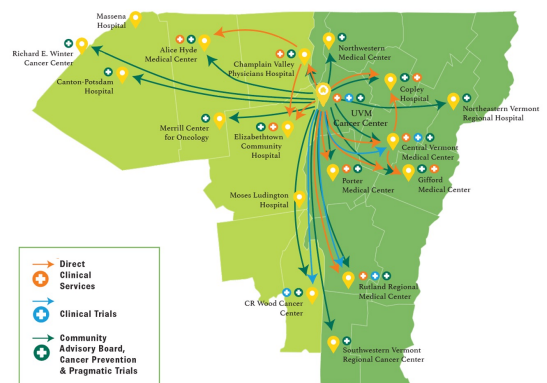 Massena
Hospital
Richard E. Winter
Cancer Center
Alice Hyde
Medical Center
Champlain Valley
Physicians Hospital
Northwestern
Medical Center
Canton-Potsdam
Hospital
Copley
Hospital
Northeastern Vermont
Regional Hospital
UVM
Cancer Center
Merrill Center
for Oncology
Elizabethtown
Community
Hospital
Central Vermont
Medical Center
Porter
Medical Center
Gifford
Medical Center
Moses Ludington
Hospital
Rutland Regional
Medical Center
CR Wood Cancer
Center
Southwestern Vermont
Regional Cancer Center
Direct
Clinical
Services
Clinical Trials
Community
Advisory Board,
Cancer Prevention
& Pragmatic Trials